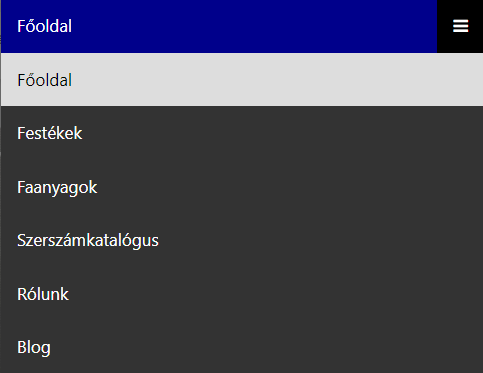 Főoldal
Főoldal
Festékek
Faanyagok
Szerszámkatalógus
Rólunk
Blog